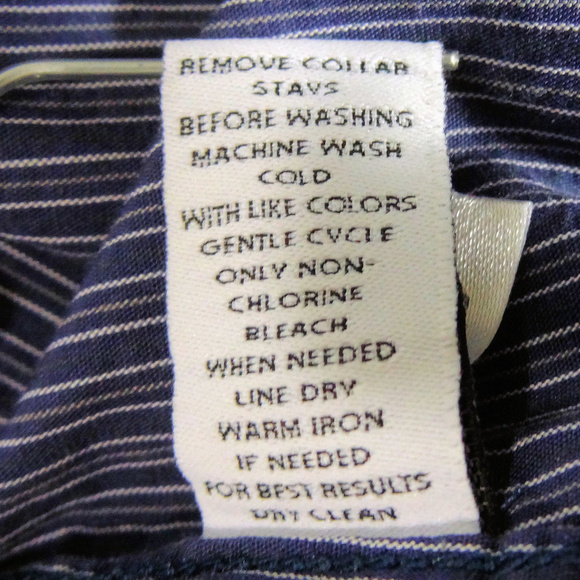 REMOVE COLLAR
STAYS
BEFORE WASHING
MACHINE WASH
COLD
WITH LIKE COLORS
GENTLE CYCLE
ONLY NON-
CHLORINE
BLEACH
WHEN NEEDED
LINE DRY
WARM IRON
IF NEEDED
FOR BEST RESULTS
DRY CLEAN